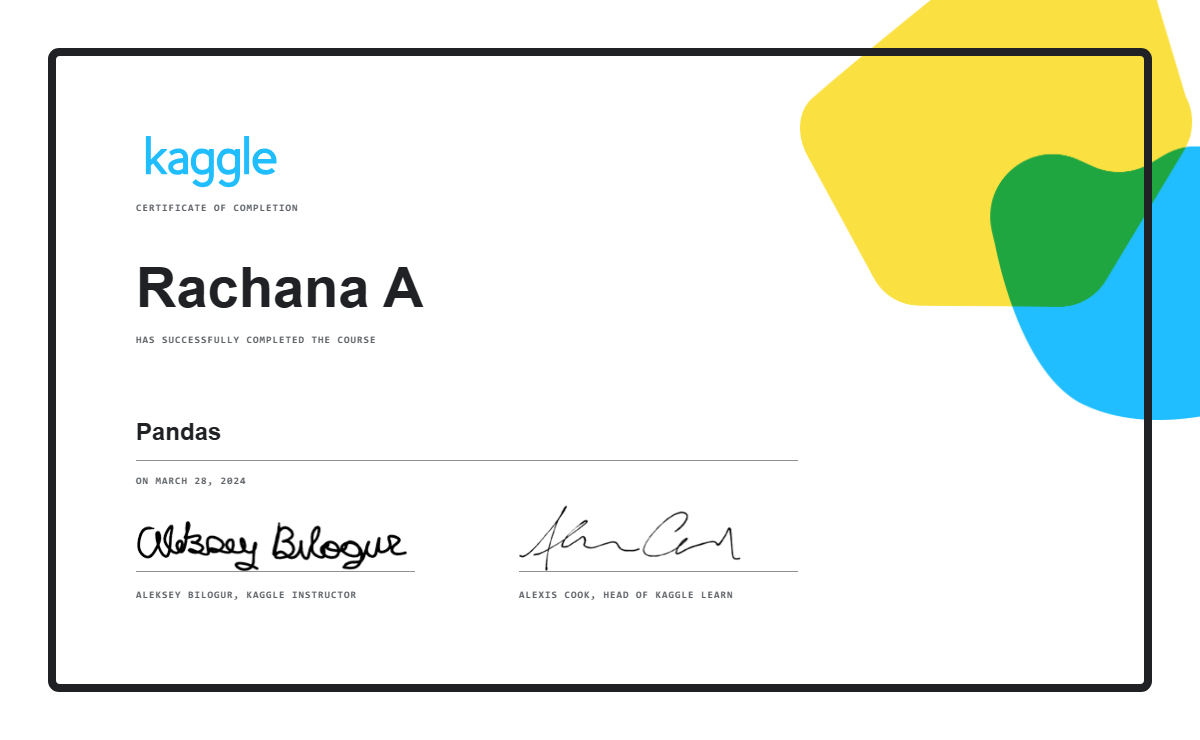 kaggle
CERTIFICATE OF COMPLETION
Rachana A
HAS SUCCESSFULLY COMPLETED THE COURSE
Pandas
ON MARCH 28, 2024
Aleksey Bilogur
ALEKSEY BILOGUR, KAGGLE INSTRUCTOR
ALEXIS COOK, HEAD OF KAGGLE LEARN